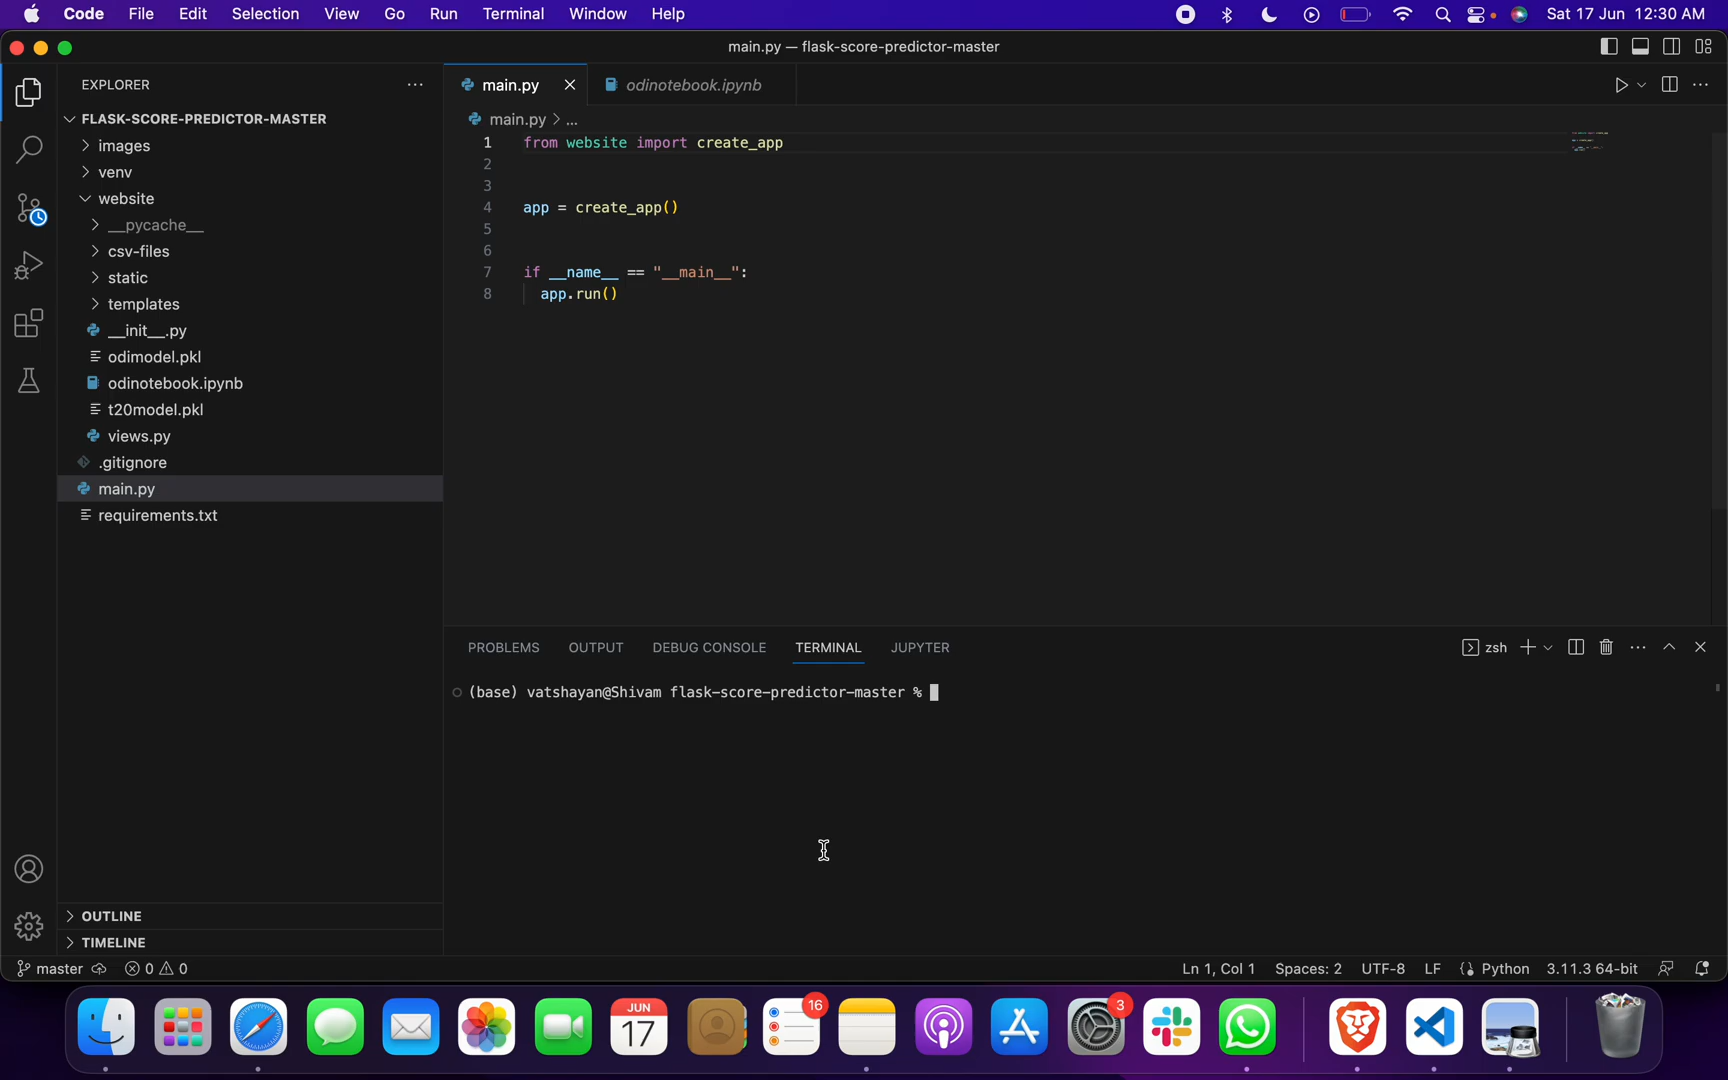 Code File Edit Selection View Go Run Terminal Window Help Sat 17 Jun 12:30 AM
main.py — flask-score-predictor-master
EXPLORER
FLASK-SCORE-PREDICTOR-MASTER
images
venv
website
__pycache__
csv-files
static
templates
__init__.py
odimodel.pkl
odinotebook.ipynb
t20model.pkl
views.py
.gitignore
main.py
requirements.txt
OUTLINE
TIMELINE
main.py odinotebook.ipynb
main.py > ...
1 from website import create_app
2
3
4 app = create_app()
5
6
7 if __name__ == "__main__":
8 app.run()
PROBLEMS OUTPUT DEBUG CONSOLE TERMINAL JUPYTER zsh
(base) vatshayan@Shivam flask-score-predictor-master %
master 0 0 Ln 1, Col 1 Spaces: 2 UTF-8 LF Python 3.11.3 64-bit
JUN
17
16
3